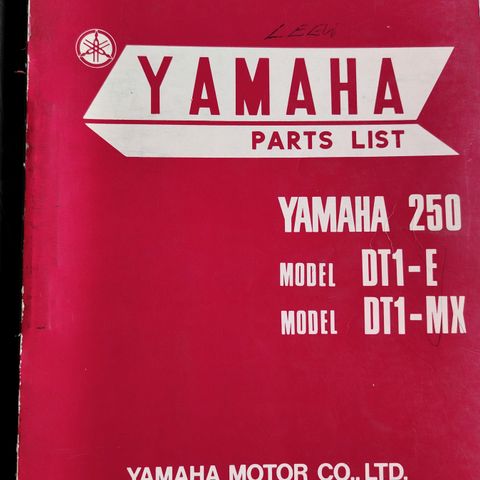 YAMAHA
PARTS LIST
YAMAHA 250
MODEL DT1-E
MODEL DT1-MX
YAMAHA MOTOR CO., LTD.